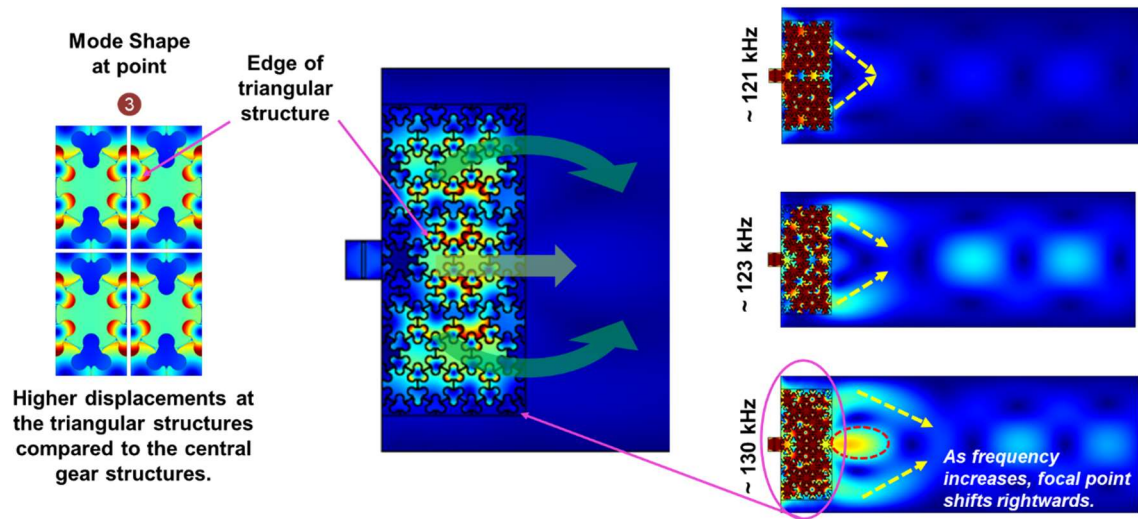 Mode Shape
at point
3
Edge of
triangular
structure
Higher displacements at
the triangular structures
compared to the central
gear structures.
~ 121 kHz
~ 123 kHz
~ 130 kHz
As frequency
increases, focal point
shifts rightwards.